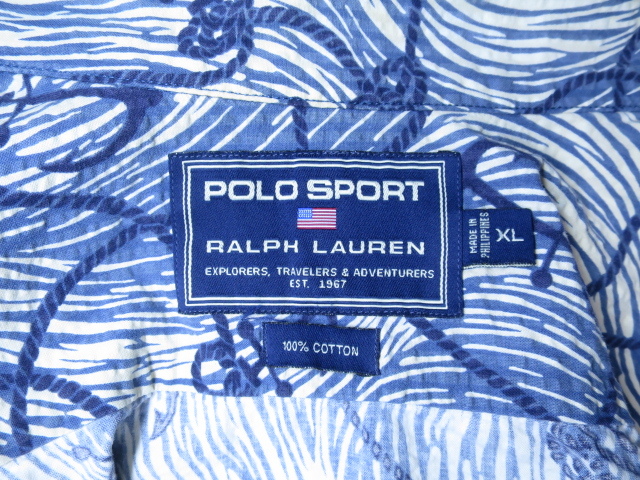 POLO SPORT
RALPH LAUREN
EXPLORERS, TRAVELERS & ADVENTURERS
EST. 1967
MADE IN
PHILIPPINES
XL
100% COTTON